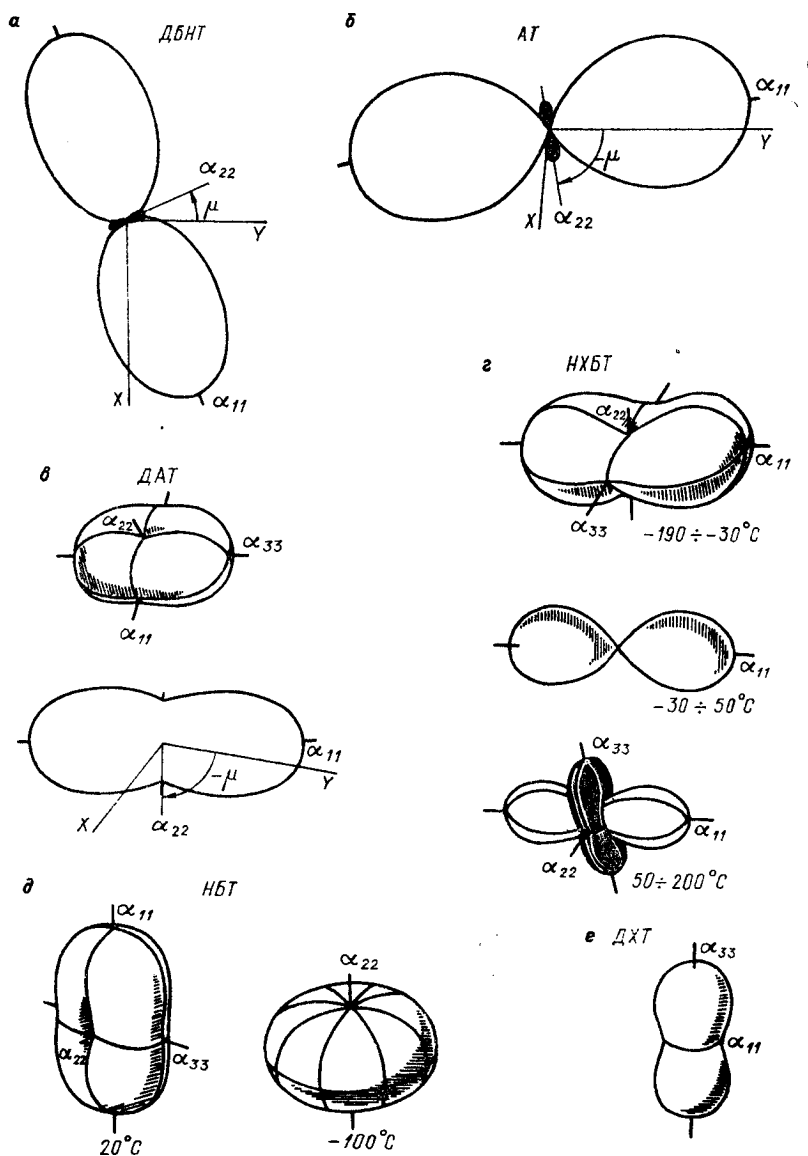 а ДБНТ
α22
μ
Y
X
α11
б АТ
α11
Y
-μ
X
α22
в ДАТ
α22
α33
α11
α11
-μ
Y
X
α22
г НХБТ
α22
α11
α33
-190 ÷ -30°C
α11
-30 ÷ 50°C
α33
α11
α22
50 ÷ 200°C
д НБТ
α11
α22
α33
20°C
α22
-100°C
е ДХТ
α33
α11